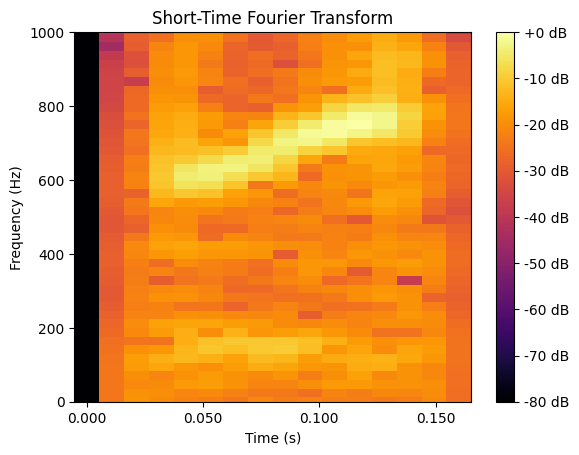 Short-Time Fourier Transform
Frequency (Hz)
1000
800
600
400
200
0
0.000
0.050
0.100
0.150
Time (s)
+0 dB
-10 dB
-20 dB
-30 dB
-40 dB
-50 dB
-60 dB
-70 dB
-80 dB